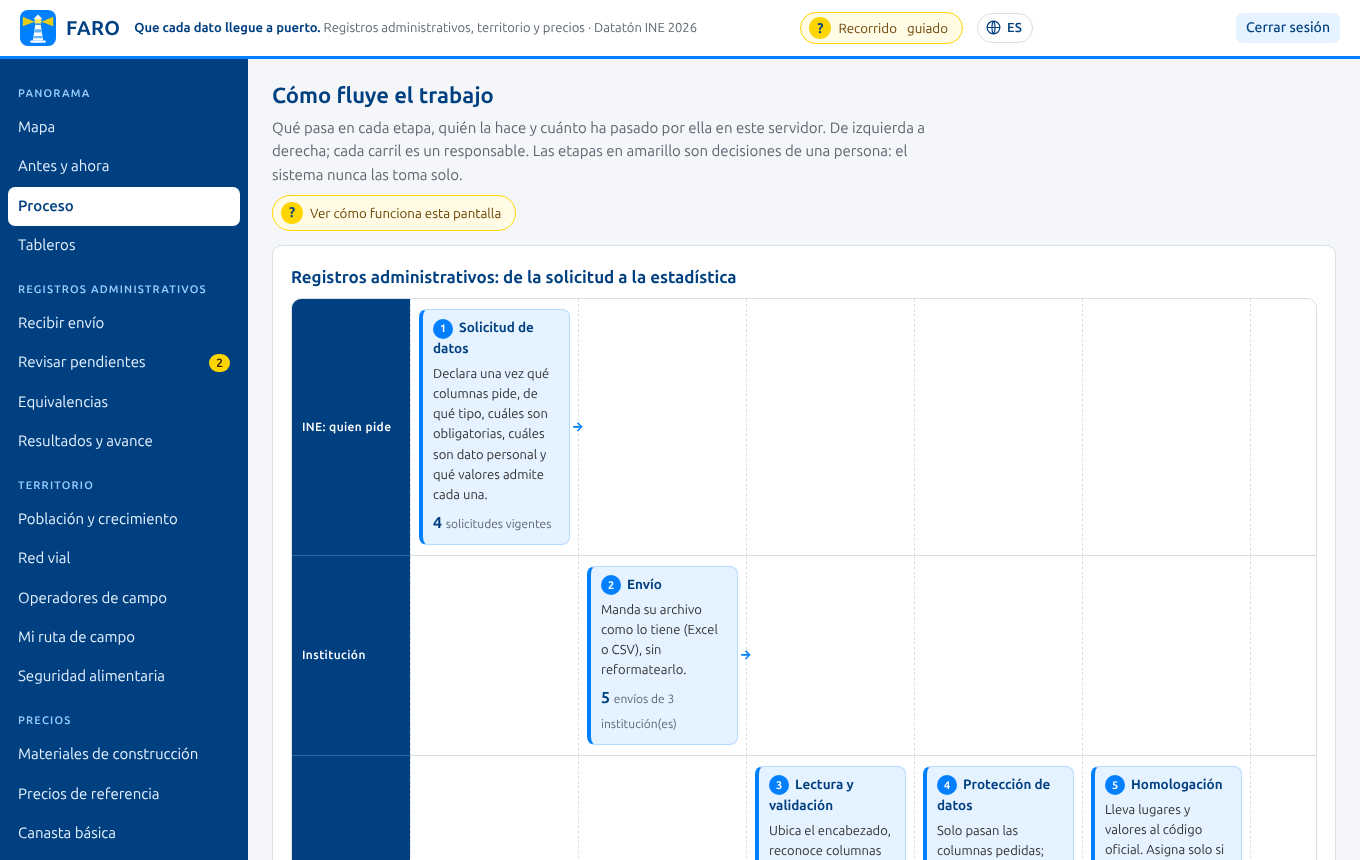 FARO
Que cada dato llegue a puerto. Registros administrativos, territorio y precios · Datatón INE 2026
? Recorrido guiado
ES
Cerrar sesión
PANORAMA
Mapa
Antes y ahora
Proceso
Tableros
REGISTROS ADMINISTRATIVOS
Recibir envío
Revisar pendientes 2
Equivalencias
Resultados y avance
TERRITORIO
Población y crecimiento
Red vial
Operadores de campo
Mi ruta de campo
Seguridad alimentaria
PRECIOS
Materiales de construcción
Precios de referencia
Canasta básica
Cómo fluye el trabajo
Qué pasa en cada etapa, quién la hace y cuánto ha pasado por ella en este servidor. De izquierda a
derecha; cada carril es un responsable. Las etapas en amarillo son decisiones de una persona: el
sistema nunca las toma solo.
? Ver cómo funciona esta pantalla
Registros administrativos: de la solicitud a la estadística
INE: quien pide
1 Solicitud de
datos
Declara una vez qué
columnas pide, de
qué tipo, cuáles son
obligatorias, cuáles
son dato personal y
qué valores admite
cada una.
4 solicitudes vigentes
→
Institución
2 Envío
Manda su archivo
como lo tiene (Excel
o CSV), sin
reformatearlo.
5 envíos de 3
institución(es)
→
3 Lectura y
validación
Ubica el encabezado,
reconoce columnas
4 Protección de
datos
Solo pasan las
columnas pedidas;
5 Homologación
Lleva lugares y
valores al código
oficial. Asigna solo si